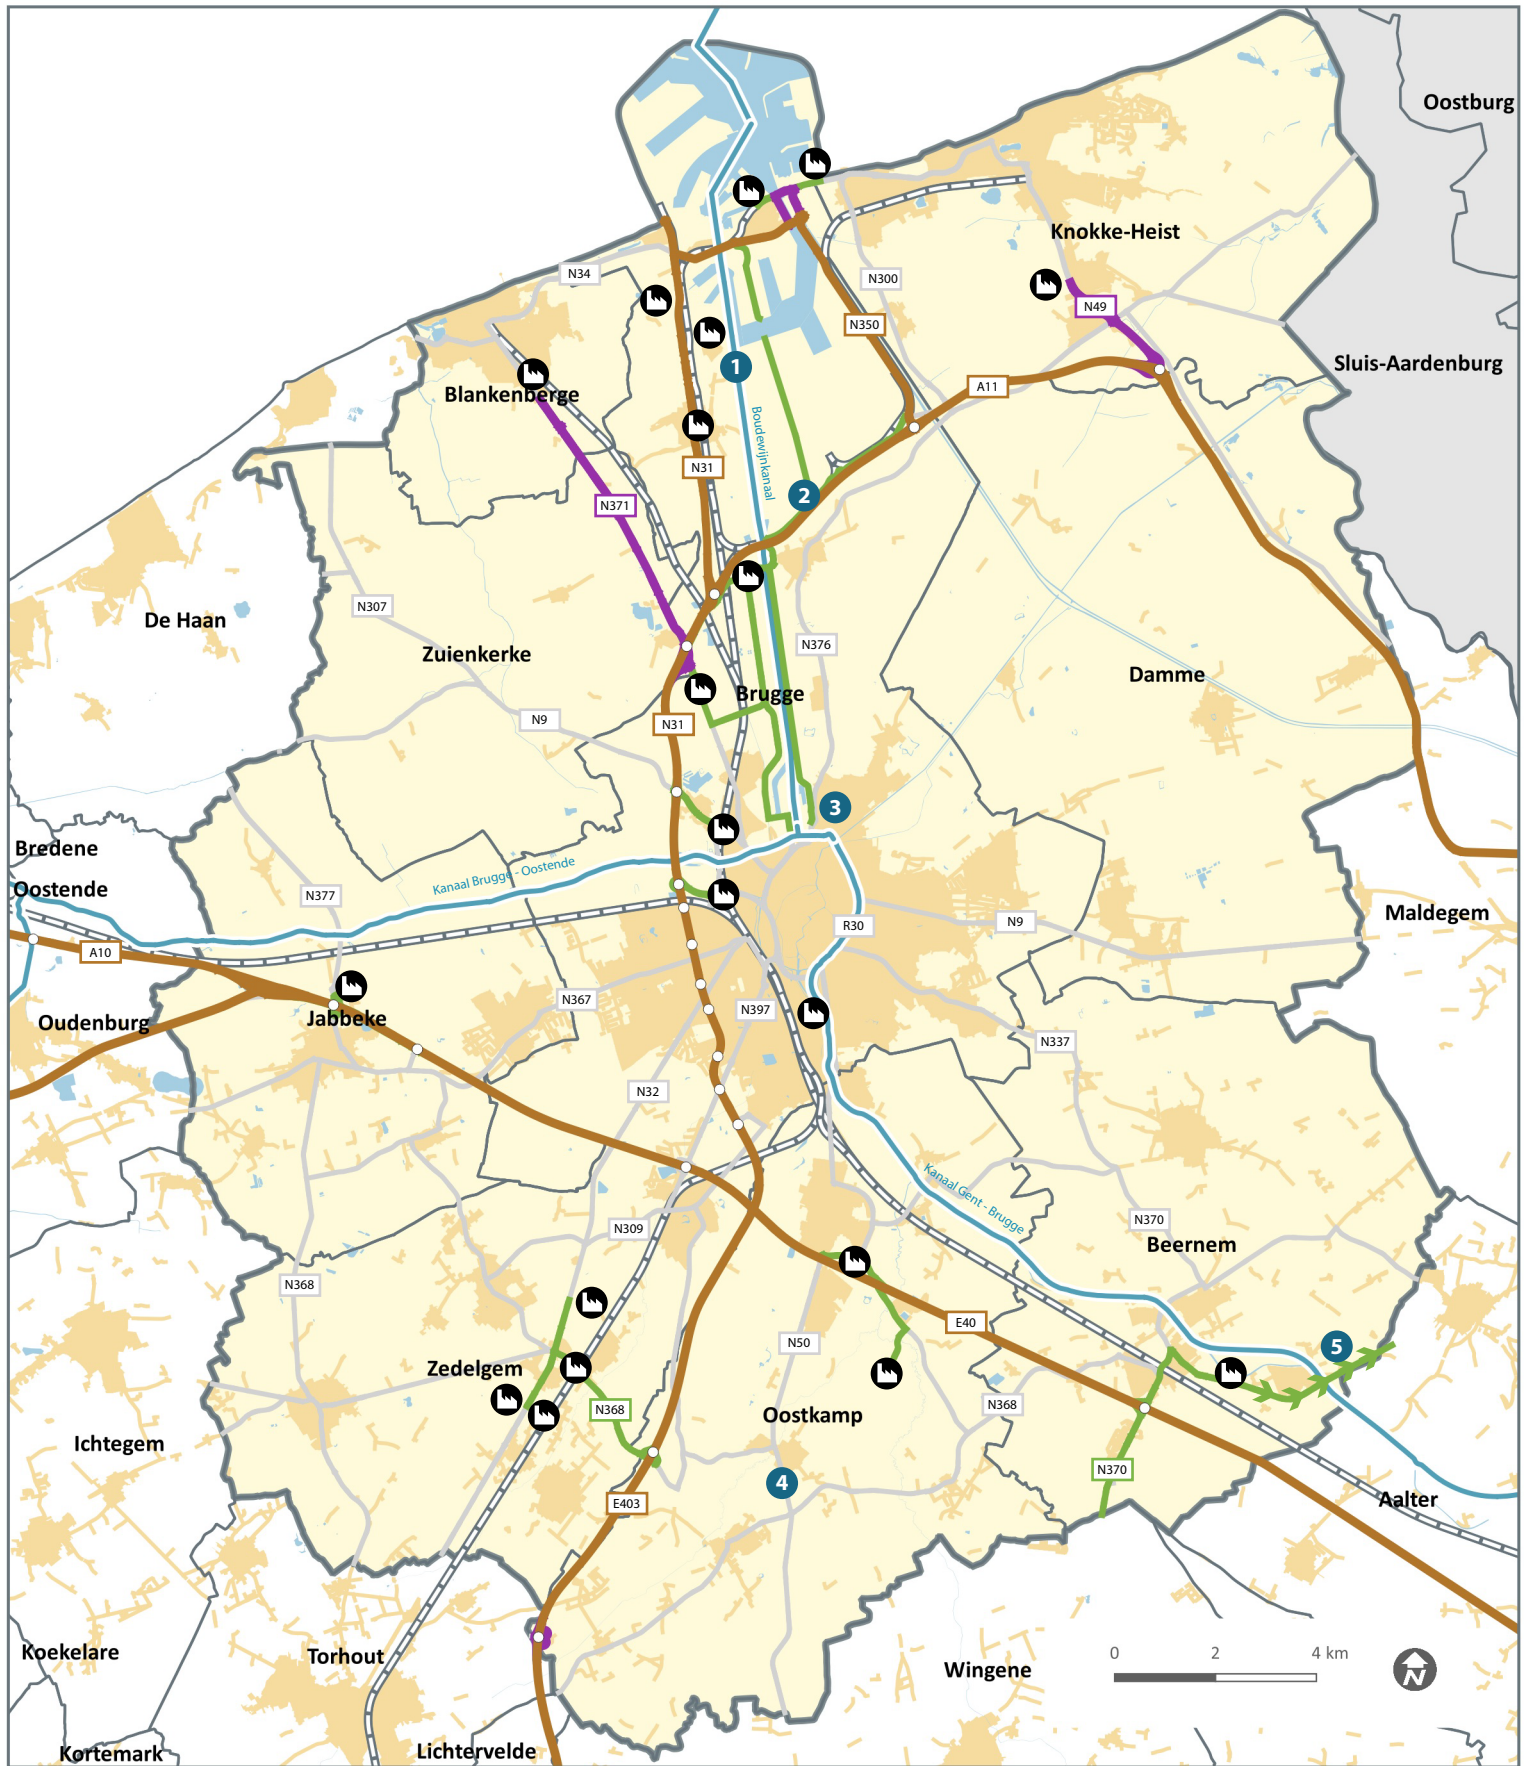 Oostburg
Knokke-Heist
N34
N300
N49
N350
Sluis-Aardenburg
1
A11
Blankenberge
Boudewijnkanaal
N31
2
N371
N307
De Haan
N376
Zuienkerke
Damme
Brugge
N9
N31
3
Bredene
Kanaal Brugge - Oostende
Oostende
N377
Maldegem
R30
N9
A10
N367
N397
Oudenburg
Jabbeke
N337
N32
Kanaal Gent - Brugge
N309
N370
Beernem
N368
E40
N50
5
Zedelgem
N368
N368
Oostkamp
Ichtegem
N370
4
Aalter
E403
Koekelare
Torhout
0 2 4 km
Wingene
N
Kortemark
Lichtervelde